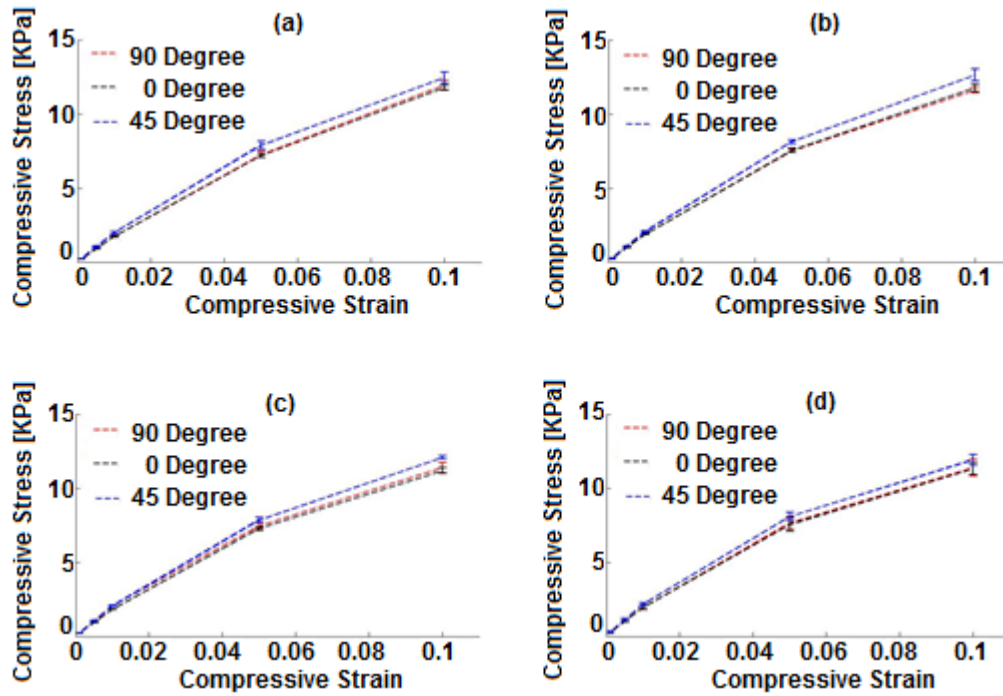 (a)
Compressive Stress [KPa]
15
10
5
0
90 Degree
0 Degree
45 Degree
0 0.02 0.04 0.06 0.08 0.1
Compressive Strain
(b)
Compressive Stress [KPa]
15
10
5
0
90 Degree
0 Degree
45 Degree
0 0.02 0.04 0.06 0.08 0.1
Compressive Strain
(c)
Compressive Stress [KPa]
15
10
5
0
90 Degree
0 Degree
45 Degree
0 0.02 0.04 0.06 0.08 0.1
Compressive Strain
(d)
Compressive Stress [KPa]
15
10
5
0
90 Degree
0 Degree
45 Degree
0 0.02 0.04 0.06 0.08 0.1
Compressive Strain